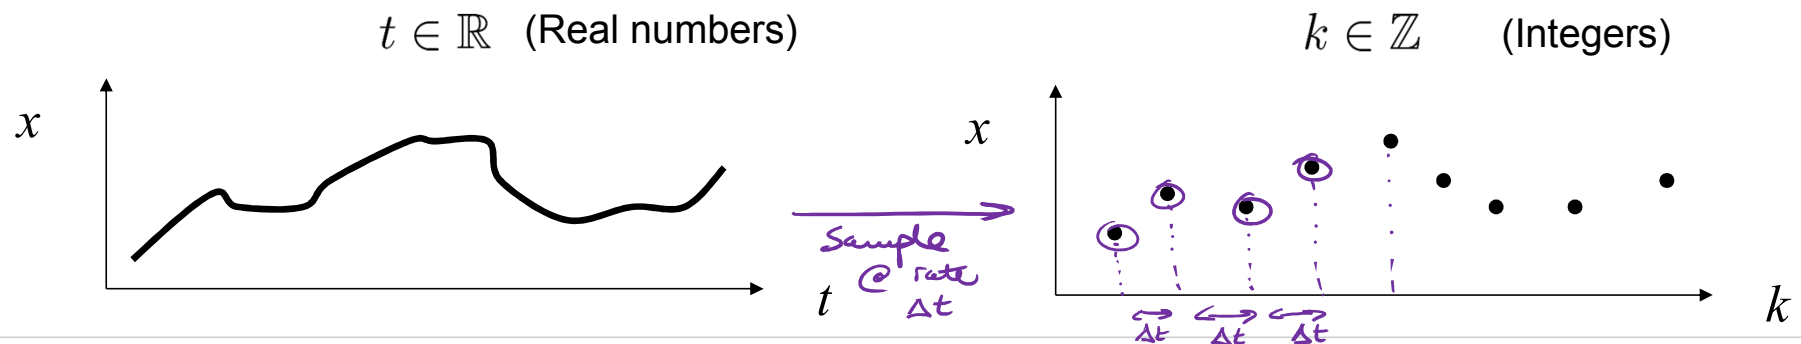 t ∈ ℝ (Real numbers)
k ∈ ℤ (Integers)
x
x
Sample
@ rate
Δt
t
k
Δt
Δt
Δt